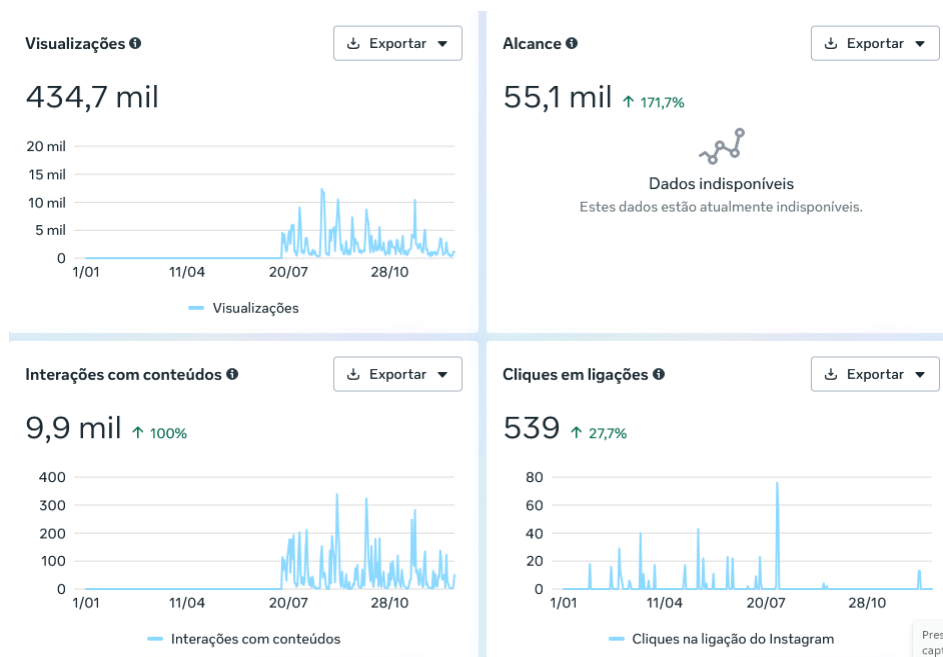 Visualizações
Exportar
434,7 mil
20 mil
15 mil
10 mil
5 mil
0
1/01 11/04 20/07 28/10
Visualizações
Alcance
Exportar
55,1 mil ↑ 171,7%
Dados indisponíveis
Estes dados estão atualmente indisponíveis.
Interações com conteúdos
Exportar
9,9 mil ↑ 100%
400
300
200
100
0
1/01 11/04 20/07 28/10
Interações com conteúdos
Cliques em ligações
Exportar
539 ↑ 27,7%
80
60
40
20
0
1/01 11/04 20/07 28/10
Cliques na ligação do Instagram
Pres
capt